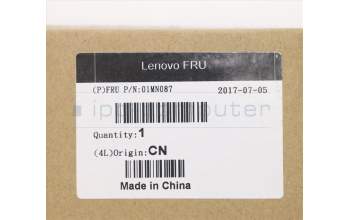 Lenovo FRU
(P)FRU P/N:01MN087 2017-07-05
Quantity:1
(4L)Origin:CN
Made in China